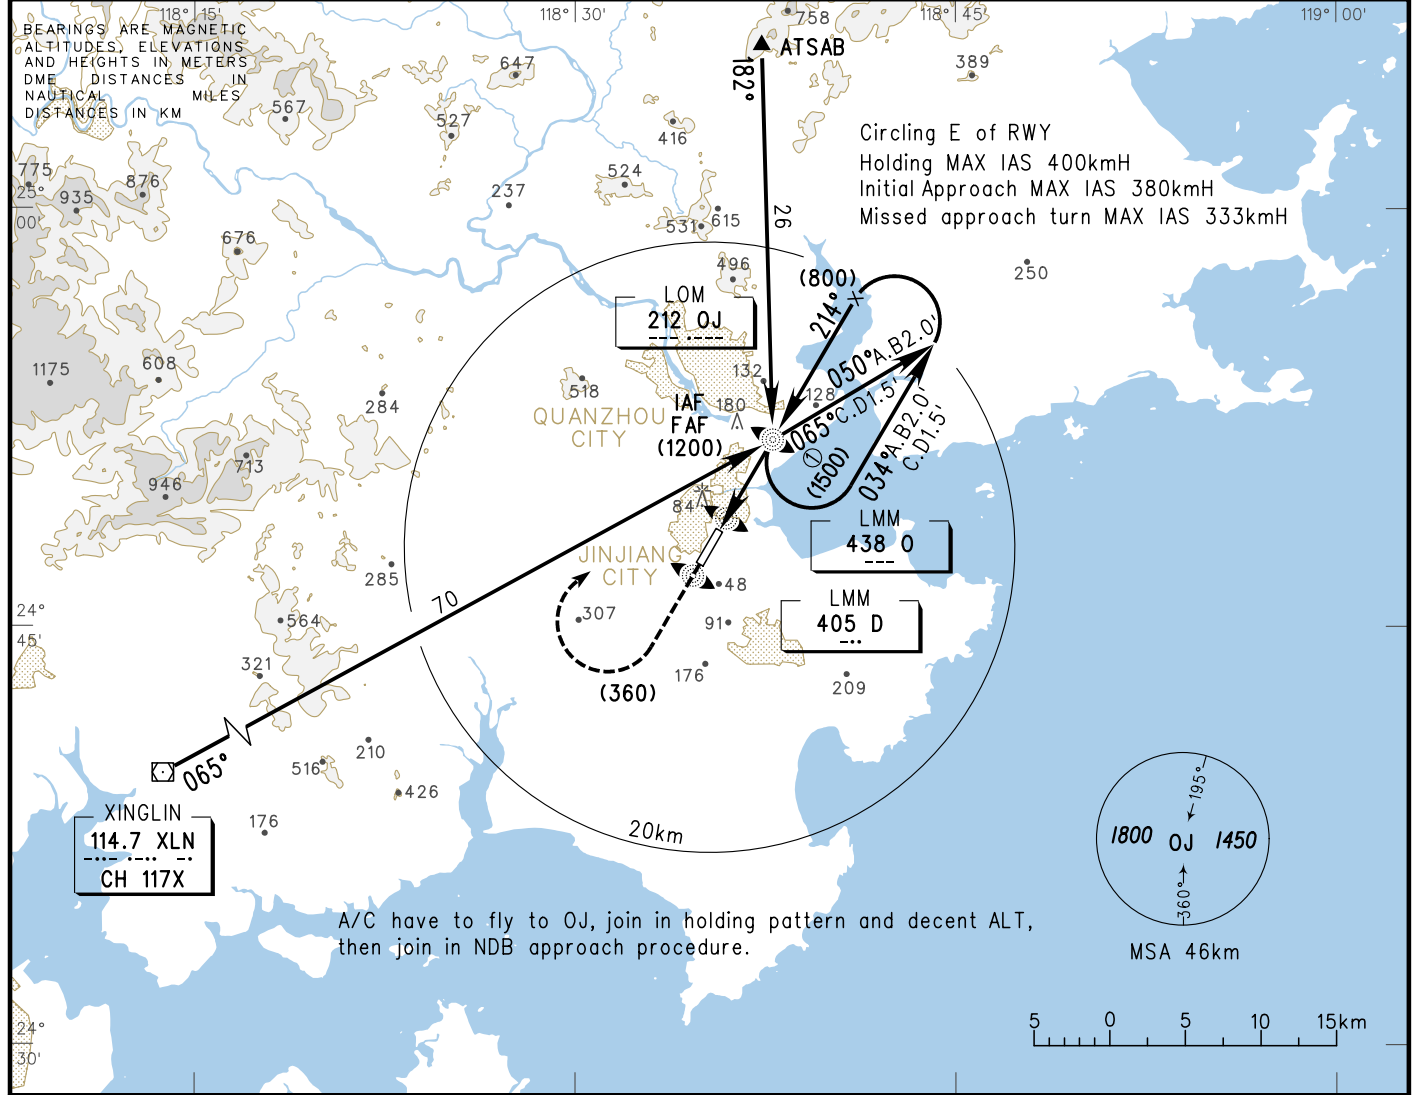 118° 15'
118° 30'
118° 45'
119° 00'
BEARINGS ARE MAGNETIC
ALTITUDES, ELEVATIONS
AND HEIGHTS IN METERS
DME DISTANCES IN
NAUTICAL MILES
DISTANCES IN KM
758
ATSAB
182°
647
389
567
527
416
Circling E of RWY
Holding MAX IAS 400kmH
Initial Approach MAX IAS 380kmH
Missed approach turn MAX IAS 333kmH
775
876
524
25°
935
237
00'
26
531
615
676
250
496
(800)
LOM
212 OJ
214°
1175
608
518
132
050°A.B2.0'
284
128
QUANZHOU
CITY
IAF
FAF
(1200)
180
065°C.D1.5'
1
(1500)
034°A.B2.0'
C.D1.5'
713
946
84
LMM
438 O
JINJIANG
CITY
285
48
LMM
405 D
70
24°
45'
564
307
91
321
176
209
(360)
210
516
426
065°
XINGLIN
114.7 XLN
CH 117X
176
20km
195°
1800
OJ
1450
360°
MSA 46km
A/C have to fly to OJ, join in holding pattern and decent ALT,
then join in NDB approach procedure.
24°
30'
5 0 5 10 15km